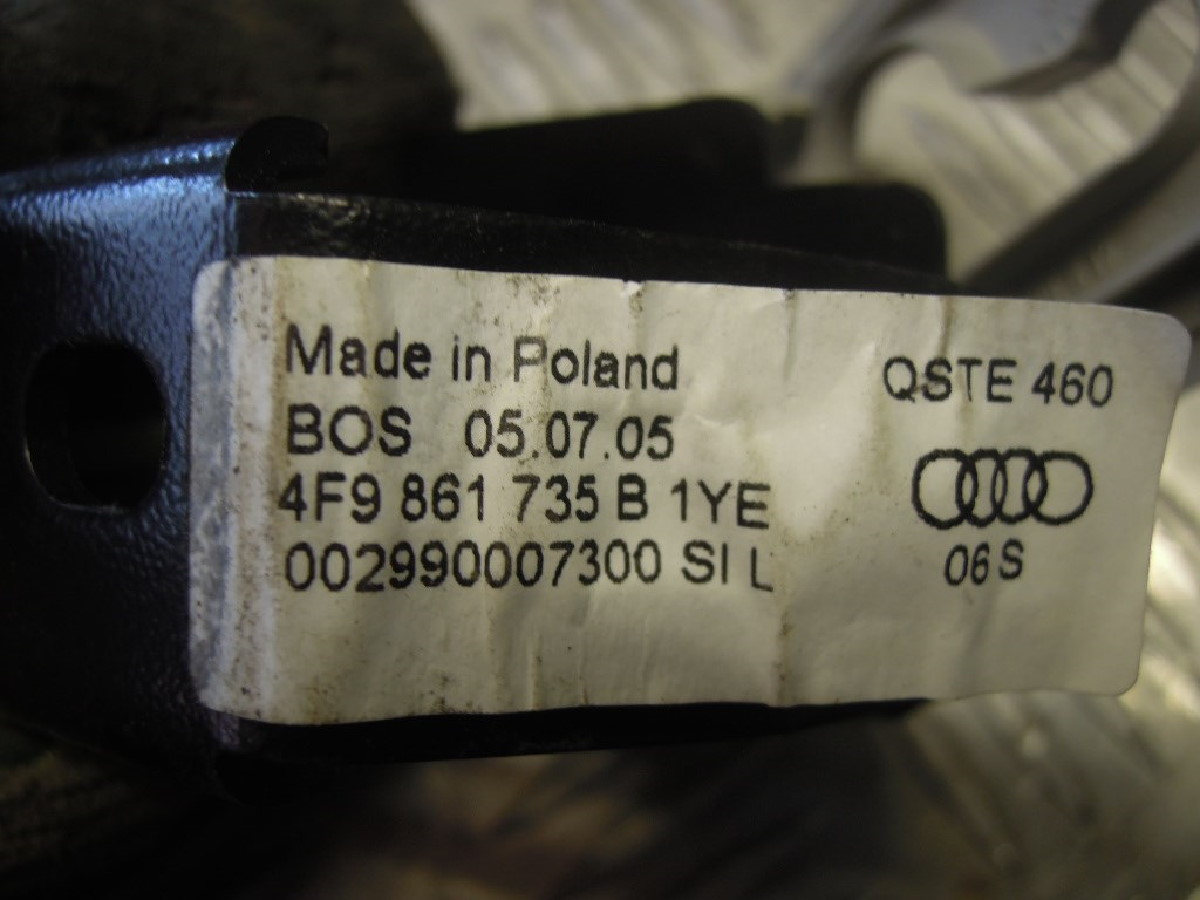 Made in Poland
BOS 05.07.05
4F9 861 735 B 1YE
002990007300 SI L
QSTE 460
06 S